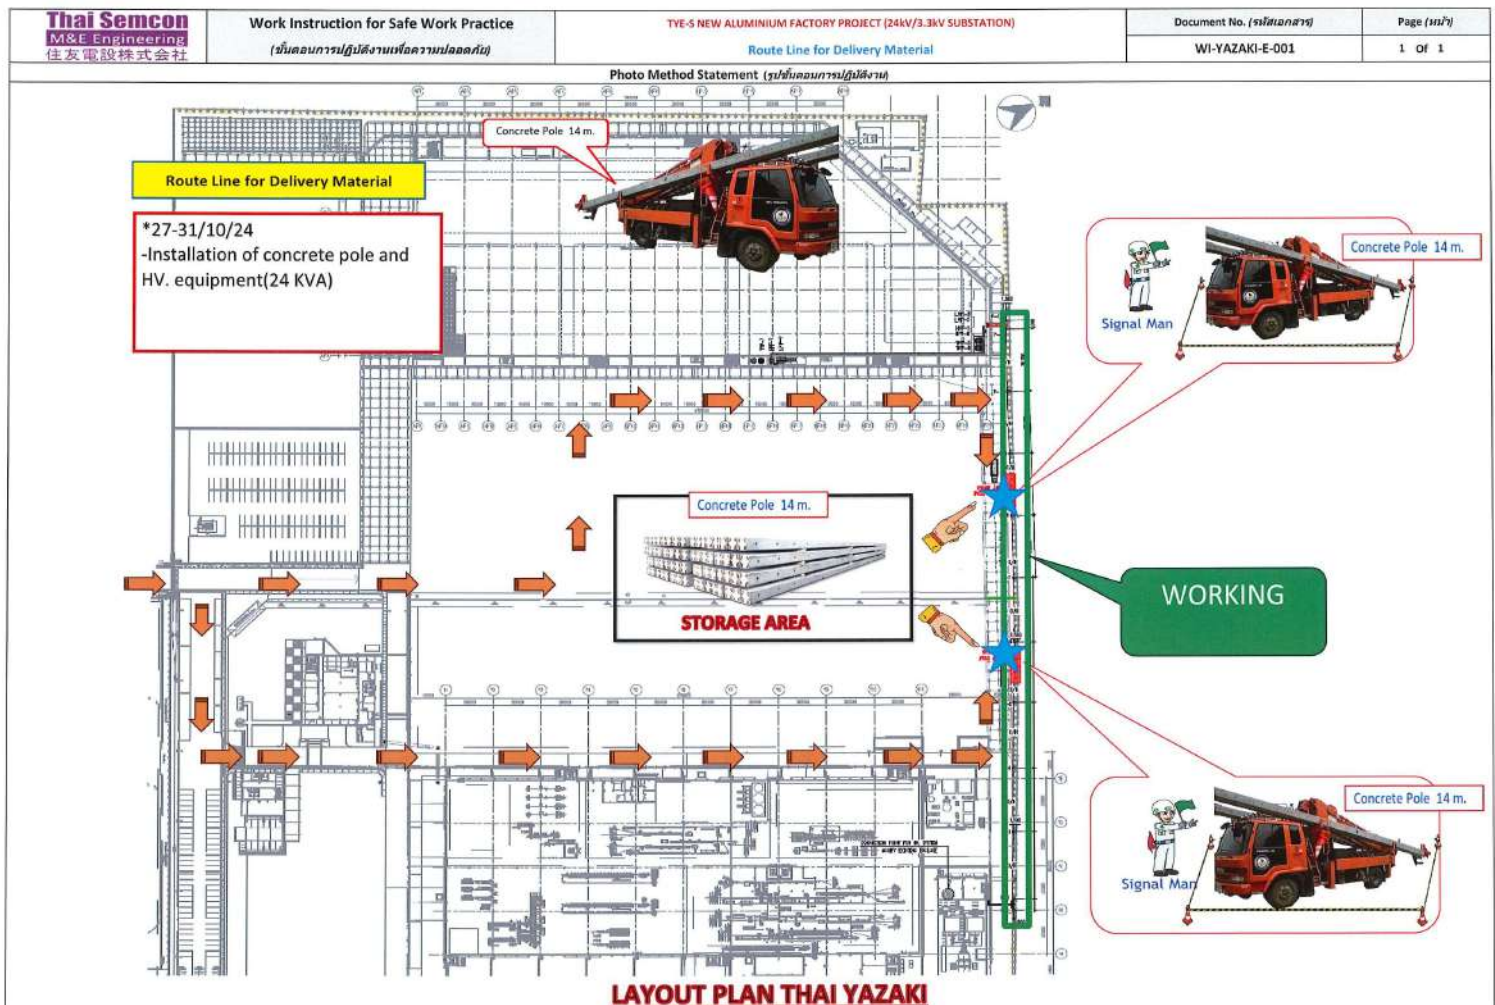 Thai Semcon
M&E Engineering
住友電設株式会社
Work Instruction for Safe Work Practice
(ขั้นตอนการปฏิบัติงานเพื่อความปลอดภัย)
TYE-S NEW ALUMINIUM FACTORY PROJECT (24kV/3.3kV SUBSTATION)
Route Line for Delivery Material
Document No. (รหัสเอกสาร)
WI-YAZAKI-E-001
Page (หน้า)
1 Of 1
Photo Method Statement (รูปขั้นตอนการปฏิบัติงาน)
Concrete Pole 14 m.
Route Line for Delivery Material
*27-31/10/24
-Installation of concrete pole and
HV. equipment(24 KVA)
Concrete Pole 14 m.
Signal Man
Concrete Pole 14 m.
STORAGE AREA
WORKING
Concrete Pole 14 m.
Signal Man
LAYOUT PLAN THAI YAZAKI